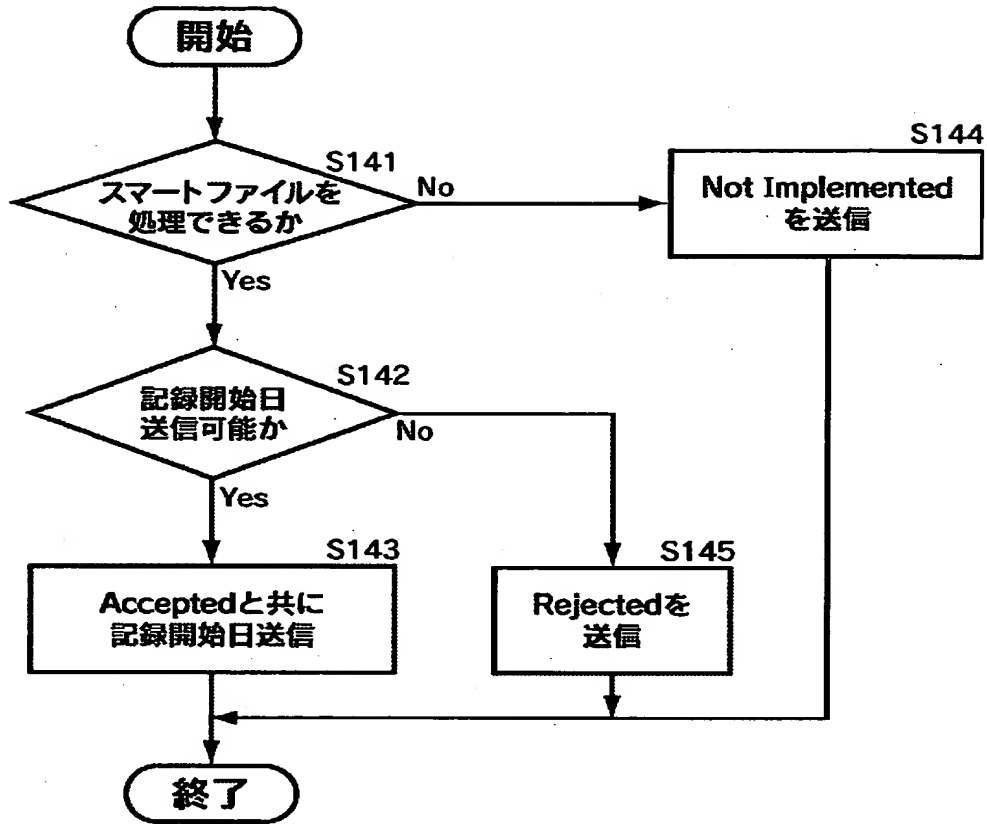 開始
S141
スマートファイルを
処理できるか
No
S144
Not Implemented
を送信
Yes
S142
記録開始日
送信可能か
No
Yes
S143
Acceptedと共に
記録開始日送信
S145
Rejectedを
送信
終了